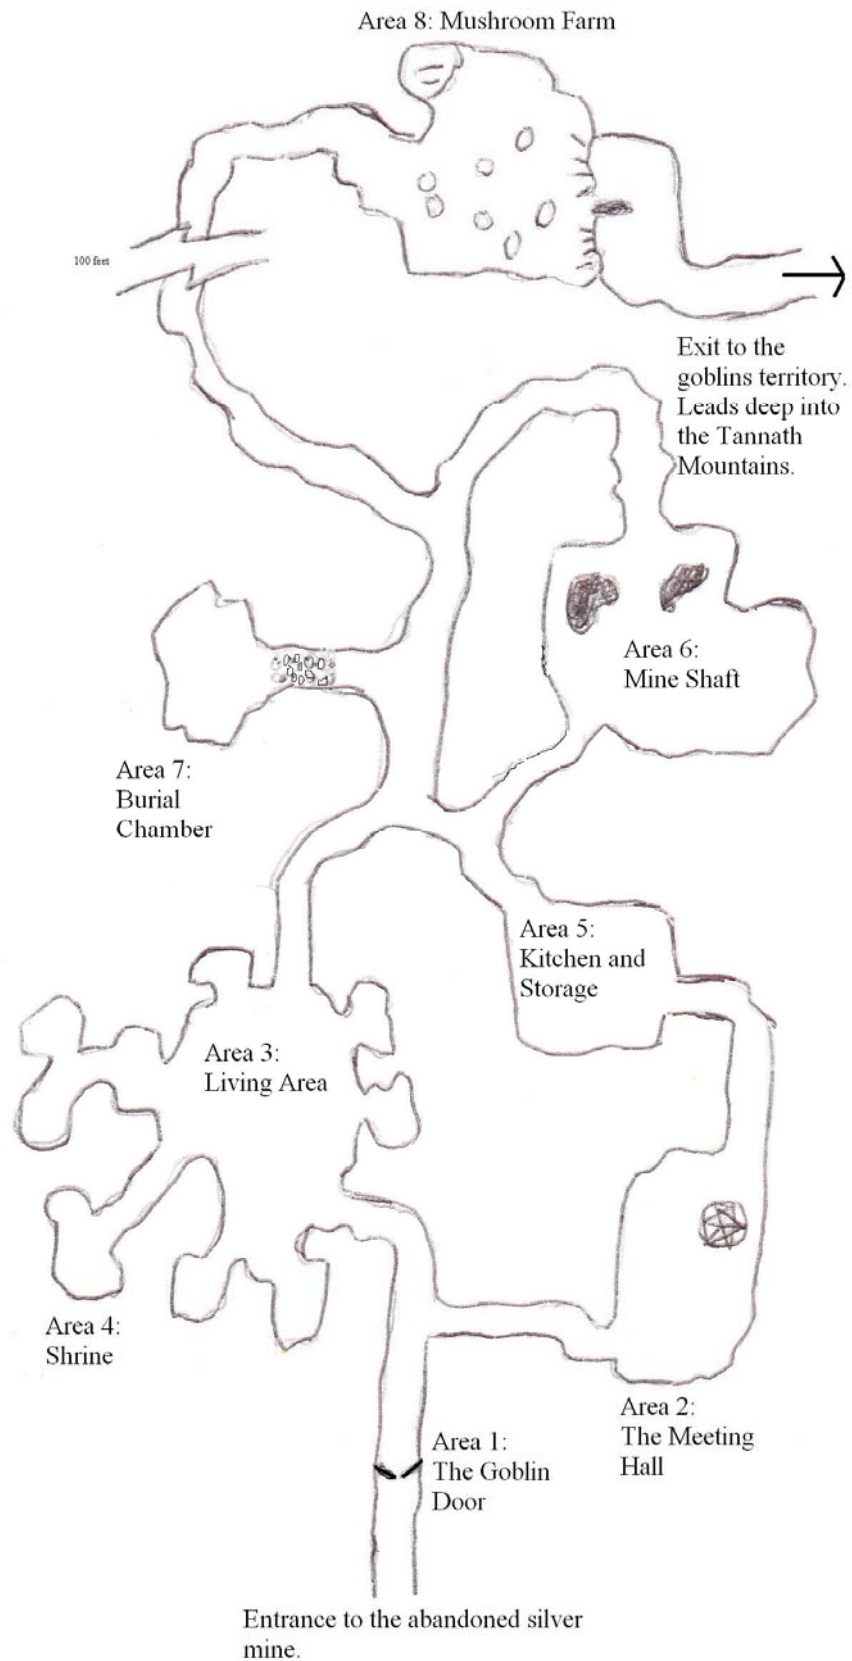 Area 8: Mushroom Farm
100 feet
Exit to the
goblins territory.
Leads deep into
the Tannath
Mountains.
Area 6:
Mine Shaft
Area 7:
Burial
Chamber
Area 5:
Kitchen and
Storage
Area 3:
Living Area
Area 4:
Shrine
Area 2:
The Meeting
Hall
Area 1:
The Goblin
Door
Entrance to the abandoned silver
mine.